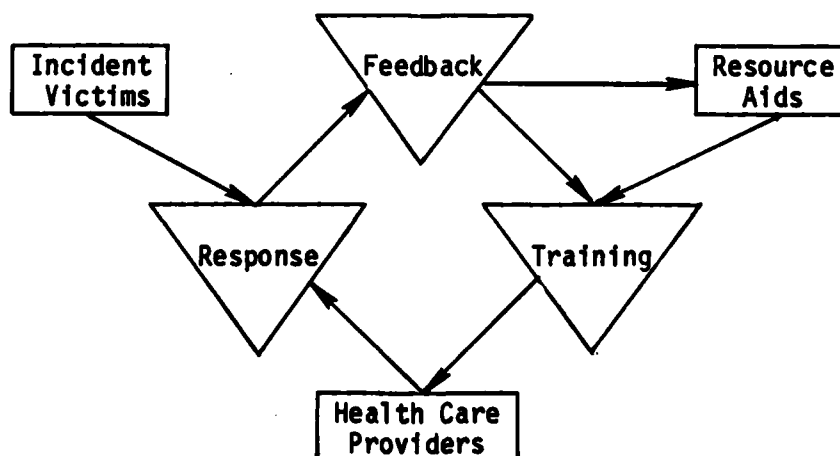 Incident
Victims
Feedback
Resource
Aids
Response
Training
Health Care
Providers